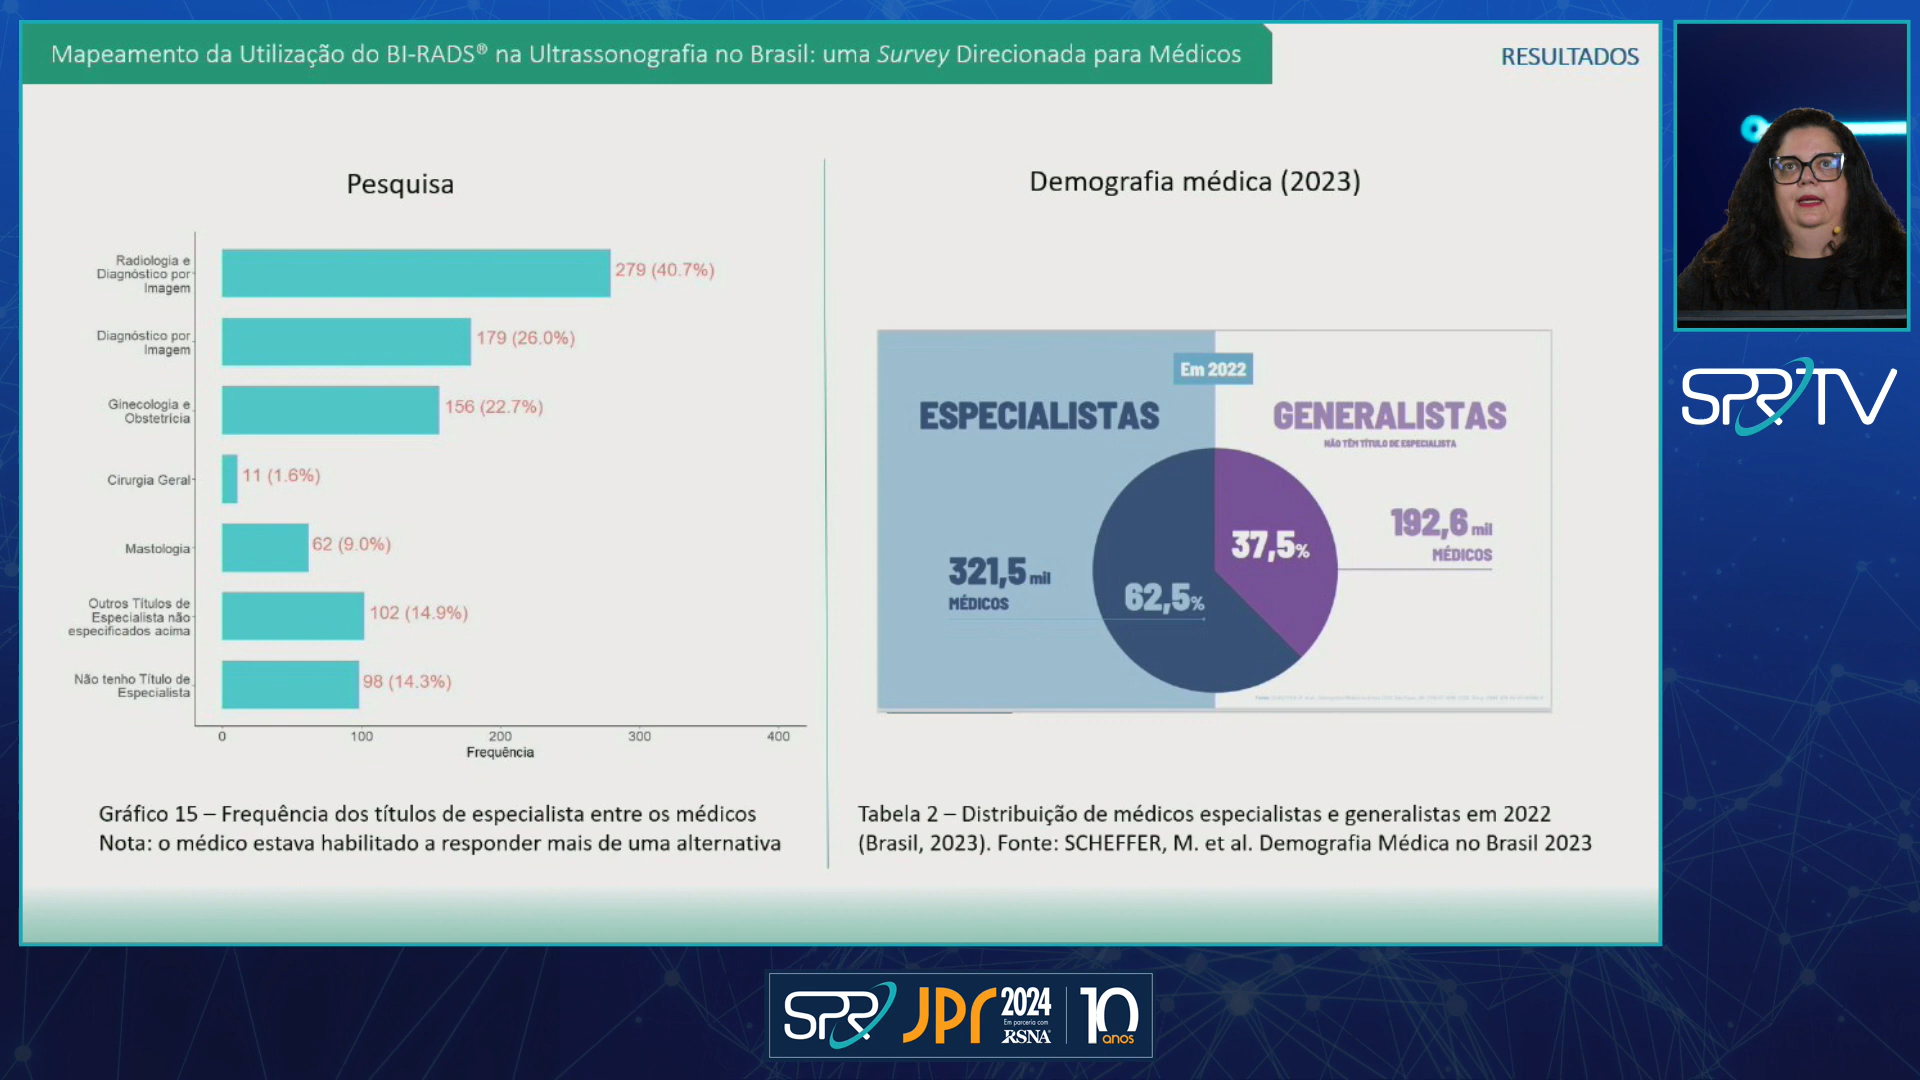 Mapeamento da Utilização do BI-RADS® na Ultrassonografia no Brasil: uma Survey Direcionada para Médicos
RESULTADOS
Pesquisa
Radiologia e
Diagnóstico por
Imagem
279 (40.7%)
Diagnóstico por
Imagem
179 (26.0%)
Ginecologia e
Obstetrícia
156 (22.7%)
Cirurgia Geral
11 (1.6%)
Mastologia
62 (9.0%)
Outros Títulos de
Especialista não
especificados acima
102 (14.9%)
Não tenho Título de
Especialista
98 (14.3%)
0 100 200 300 400
Frequência
Gráfico 15 – Frequência dos títulos de especialista entre os médicos
Nota: o médico estava habilitado a responder mais de uma alternativa
Demografia médica (2023)
Em 2022
ESPECIALISTAS
GENERALISTAS
NÃO TÊM TÍTULO DE ESPECIALISTA
321,5 mil
MÉDICOS
62,5%
37,5%
192,6 mil
MÉDICOS
Tabela 2 – Distribuição de médicos especialistas e generalistas em 2022
(Brasil, 2023). Fonte: SCHEFFER, M. et al. Demografia Médica no Brasil 2023
SPR TV
SPR JPR 2024
Em parceria com
RSNA
10
anos